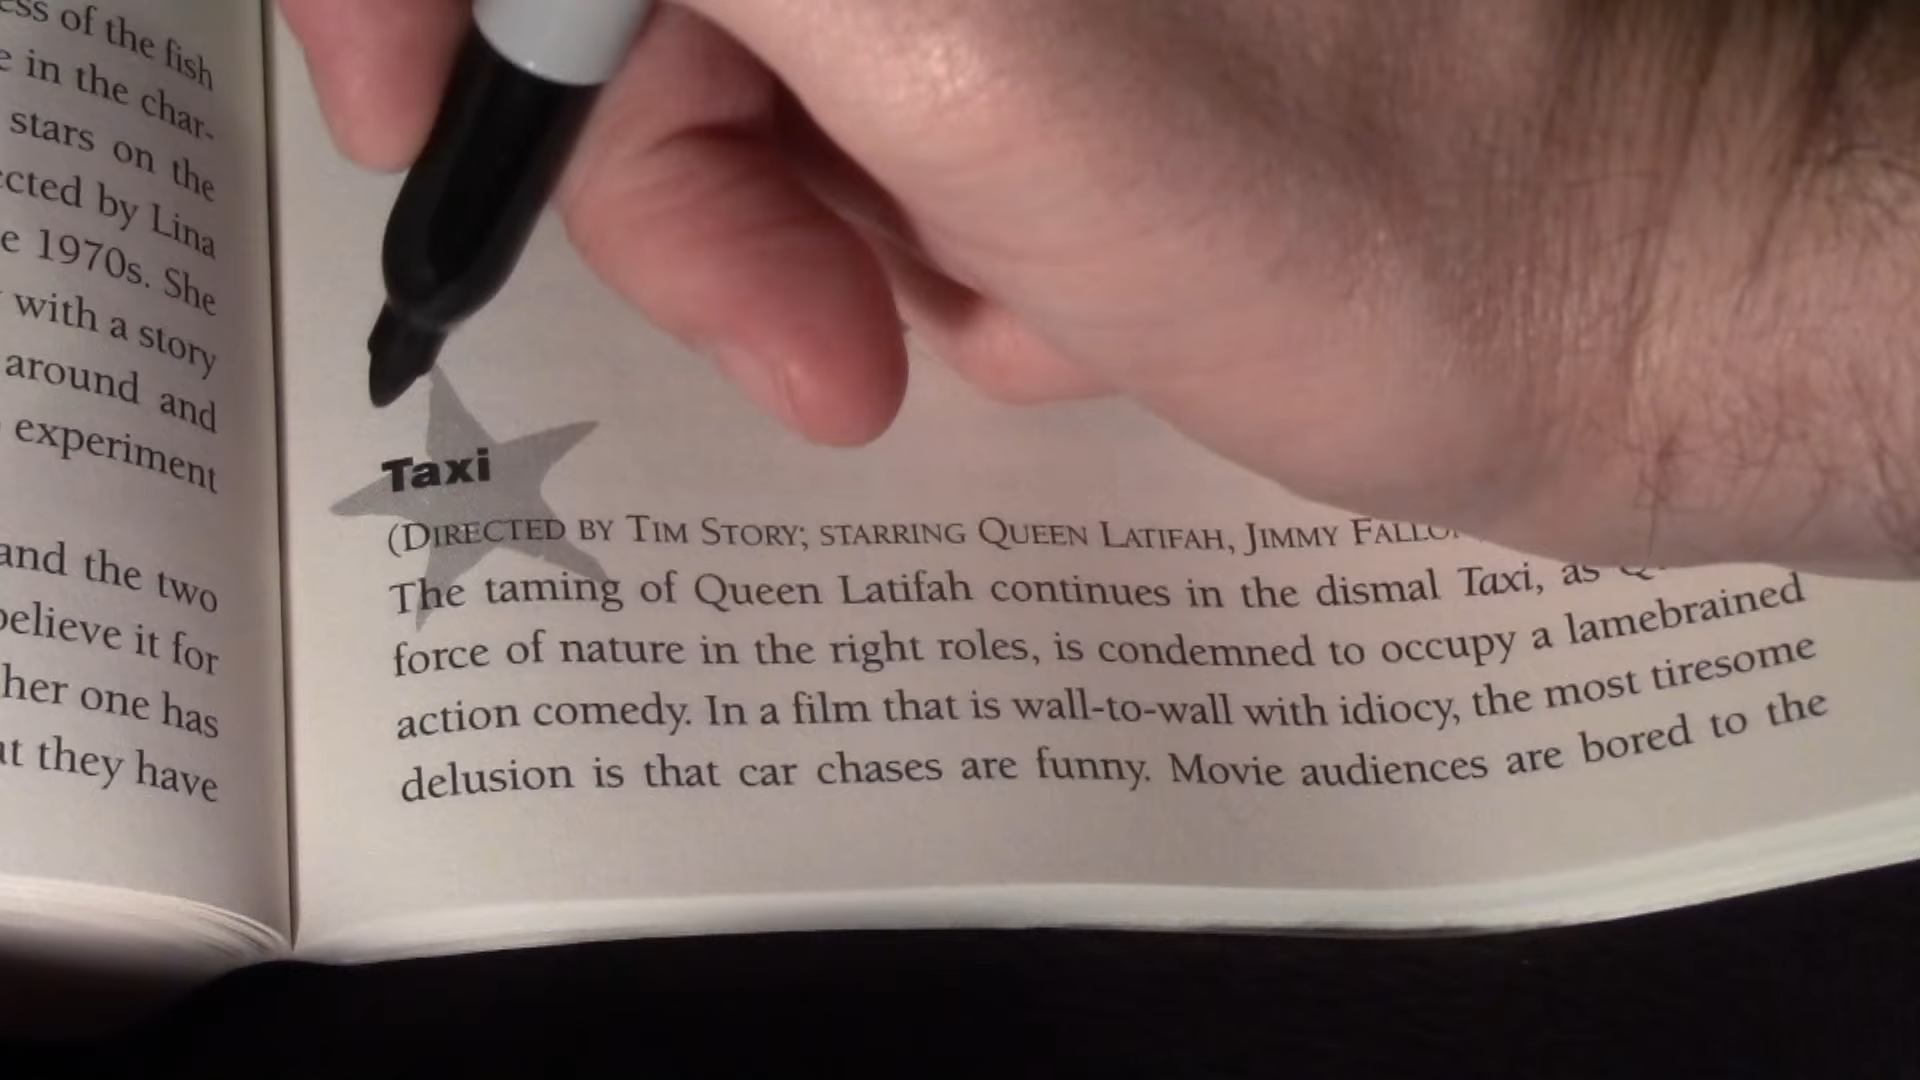 ess of the fish
e in the char-
stars on the
ected by Lina
e 1970s. She
with a story
around and
experiment
and the two
believe it for
her one has
at they have
Taxi
(DIRECTED BY TIM STORY; STARRING QUEEN LATIFAH, JIMMY FALLON
The taming of Queen Latifah continues in the dismal Taxi, as
force of nature in the right roles, is condemned to occupy a lamebrained
action comedy. In a film that is wall-to-wall with idiocy, the most tiresome
delusion is that car chases are funny. Movie audiences are bored to the